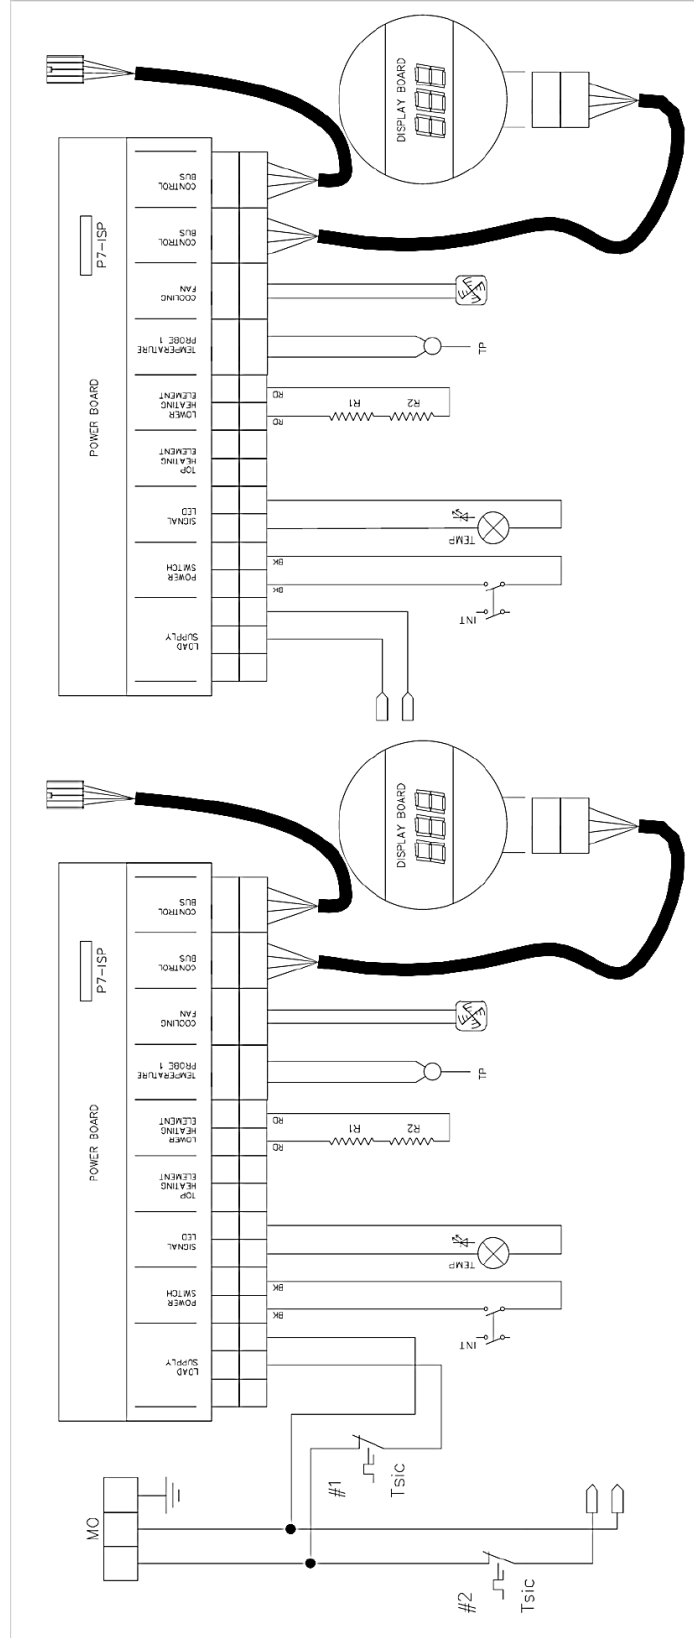 DISPLAY BOARD
POWER BOARD
P7-ISP
CONTROL
BUS
CONTROL
BUS
COOLING
FAN
TEMPERATURE
PROBE 1
LOWER
HEATING
ELEMENT
TOP
HEATING
ELEMENT
SIGNAL
LED
POWER
SWITCH
LOAD
SUPPLY
TP
RD
RD
R1
R2
TEMP
BK
BK
INT
DISPLAY BOARD
POWER BOARD
P7-ISP
CONTROL
BUS
CONTROL
BUS
COOLING
FAN
TEMPERATURE
PROBE 1
LOWER
HEATING
ELEMENT
TOP
HEATING
ELEMENT
SIGNAL
LED
POWER
SWITCH
LOAD
SUPPLY
TP
RD
RD
R1
R2
TEMP
BK
BK
INT
MO
#1
Tsic
#2
Tsic